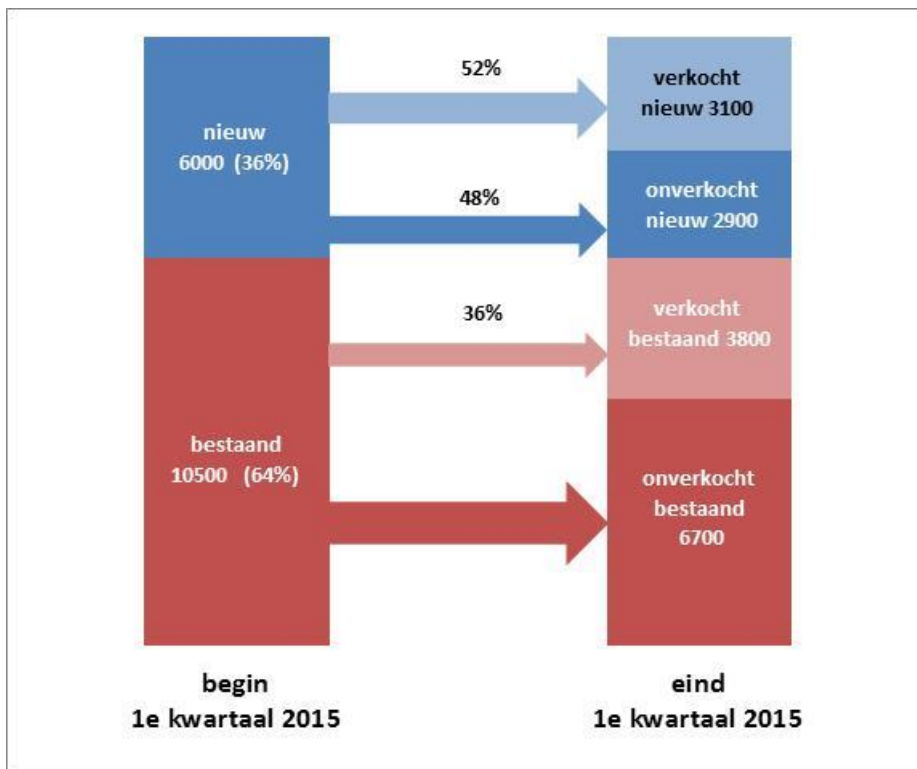 52%
verkocht
nieuw 3100
nieuw
6000 (36%)
48%
onverkocht
nieuw 2900
36%
verkocht
bestaand 3800
bestaand
10500 (64%)
onverkocht
bestaand
6700
begin
1e kwartaal 2015
eind
1e kwartaal 2015